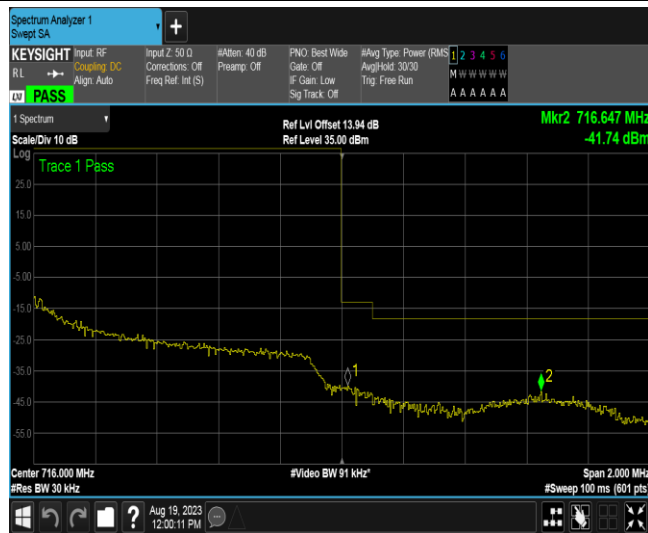 Spectrum Analyzer 1
Swept SA
+
KEYSIGHT Input: RF Input Z: 50 Ω #Atten: 40 dB PNO: Best Wide #Avg Type: Power (RMS 1 2 3 4 5 6
RL Coupling: DC Corrections: Off Preamp: Off Gate: Off Avg|Hold: 30/30 M W W W W W
Align: Auto Freq Ref: Int (S) IF Gain: Low Trig: Free Run
LXI PASS Sig Track: Off A A A A A A
1 Spectrum Ref Lvl Offset 13.94 dB Mkr2 716.647 MHz
Scale/Div 10 dB Ref Level 35.00 dBm -41.74 dBm
Log
Trace 1 Pass
25.0
15.0
5.00
-5.00
-15.0
-25.0
-35.0
1
2
-45.0
-55.0
Center 716.000 MHz #Video BW 91 kHz* Span 2.000 MHz
#Res BW 30 kHz #Sweep 100 ms (601 pts)
? Aug 19, 2023
12:00:11 PM